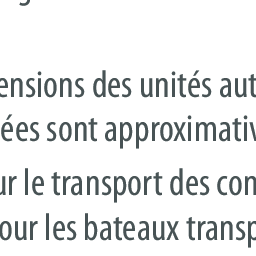 ensions des unités aut
ées sont approximativ
ur le transport des con
our les bateaux transp